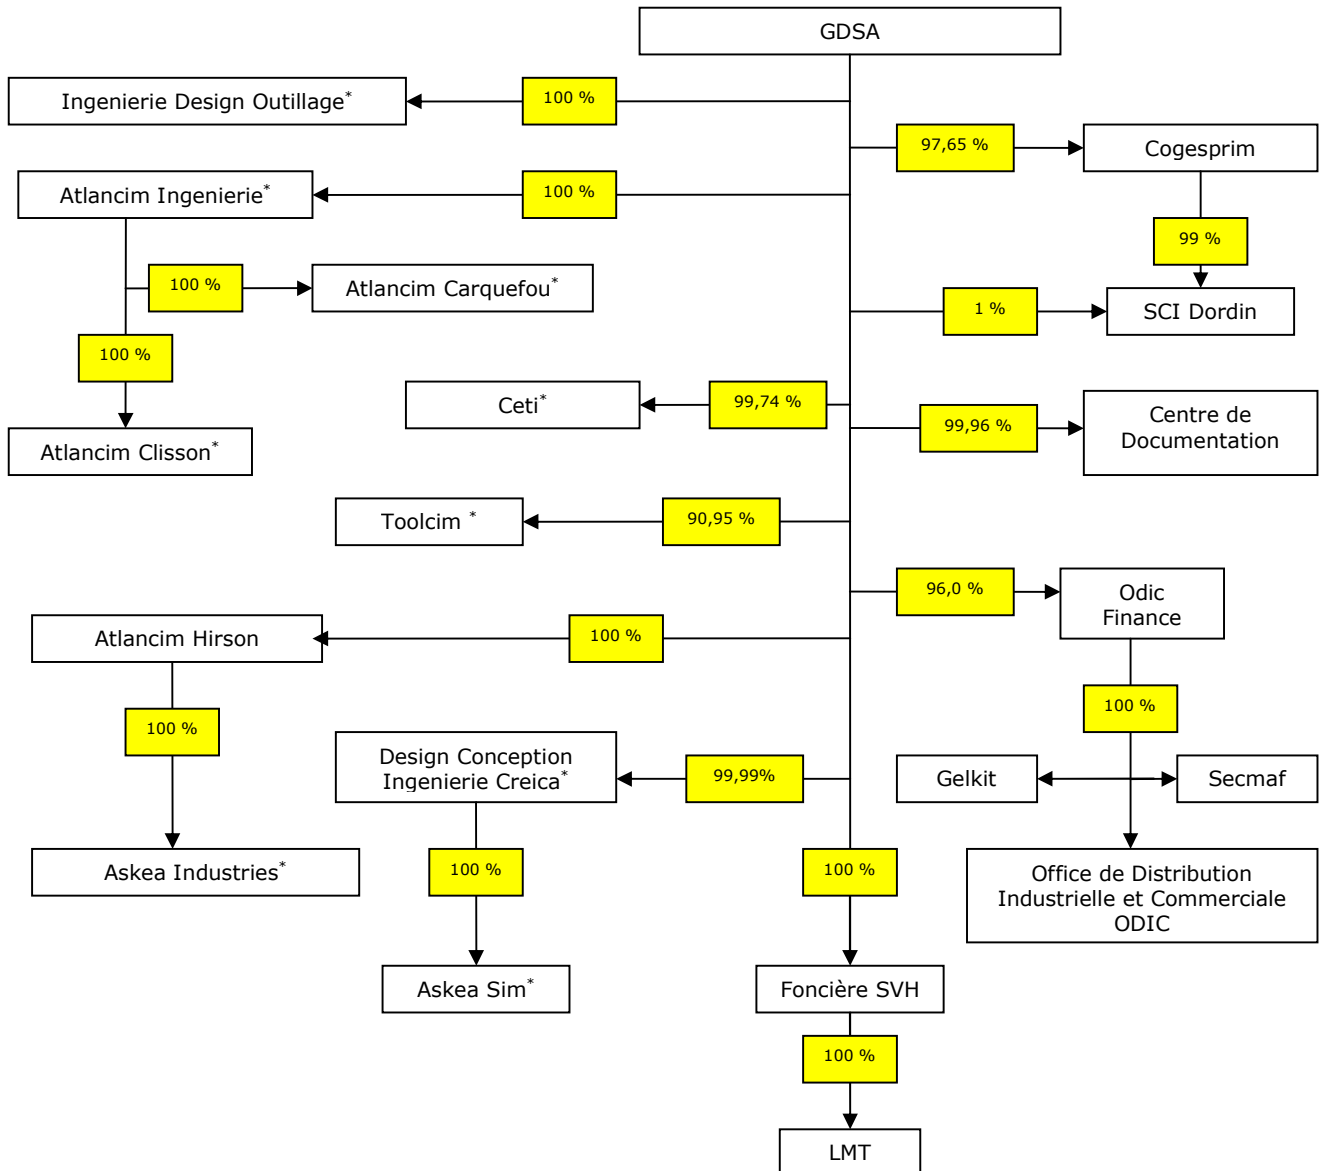 GDSA
Ingenierie Design Outillage*
100 %
97,65 %
Cogesprim
Atlancim Ingenierie*
100 %
99 %
100 %
Atlancim Carquefou*
1 %
SCI Dordin
100 %
Ceti*
99,74 %
99,96 %
Centre de
Documentation
Atlancim Clisson*
Toolcim *
90,95 %
96,0 %
Odic
Finance
Atlancim Hirson
100 %
100 %
100 %
Design Conception
Ingenierie Creica*
99,99%
Gelkit
Secmaf
Askea Industries*
100 %
100 %
Office de Distribution
Industrielle et Commerciale
ODIC
Askea Sim*
Foncière SVH
100 %
LMT